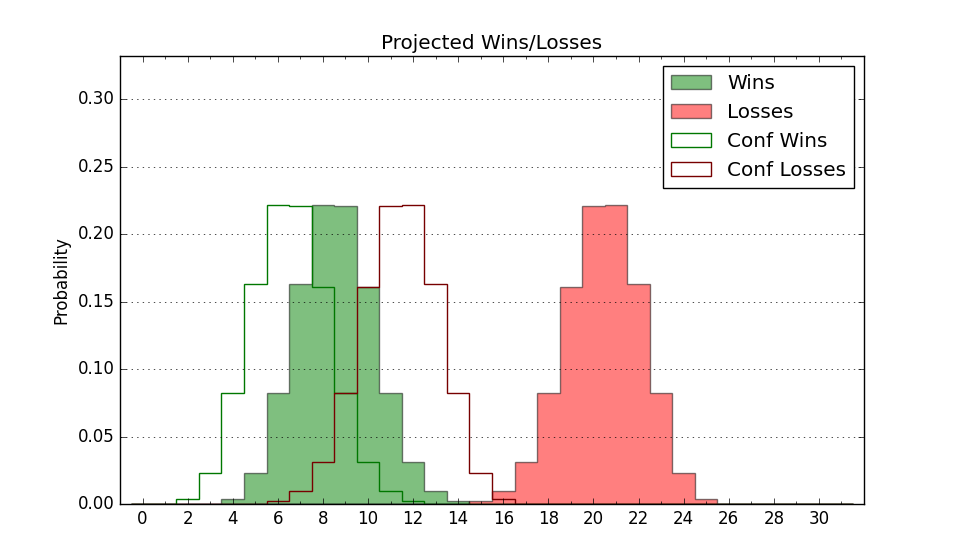 Projected Wins/Losses
Wins
Losses
Conf Wins
Conf Losses
Probability
0.30
0.25
0.20
0.15
0.10
0.05
0.00
0 2 4 6 8 10 12 14 16 18 20 22 24 26 28 30